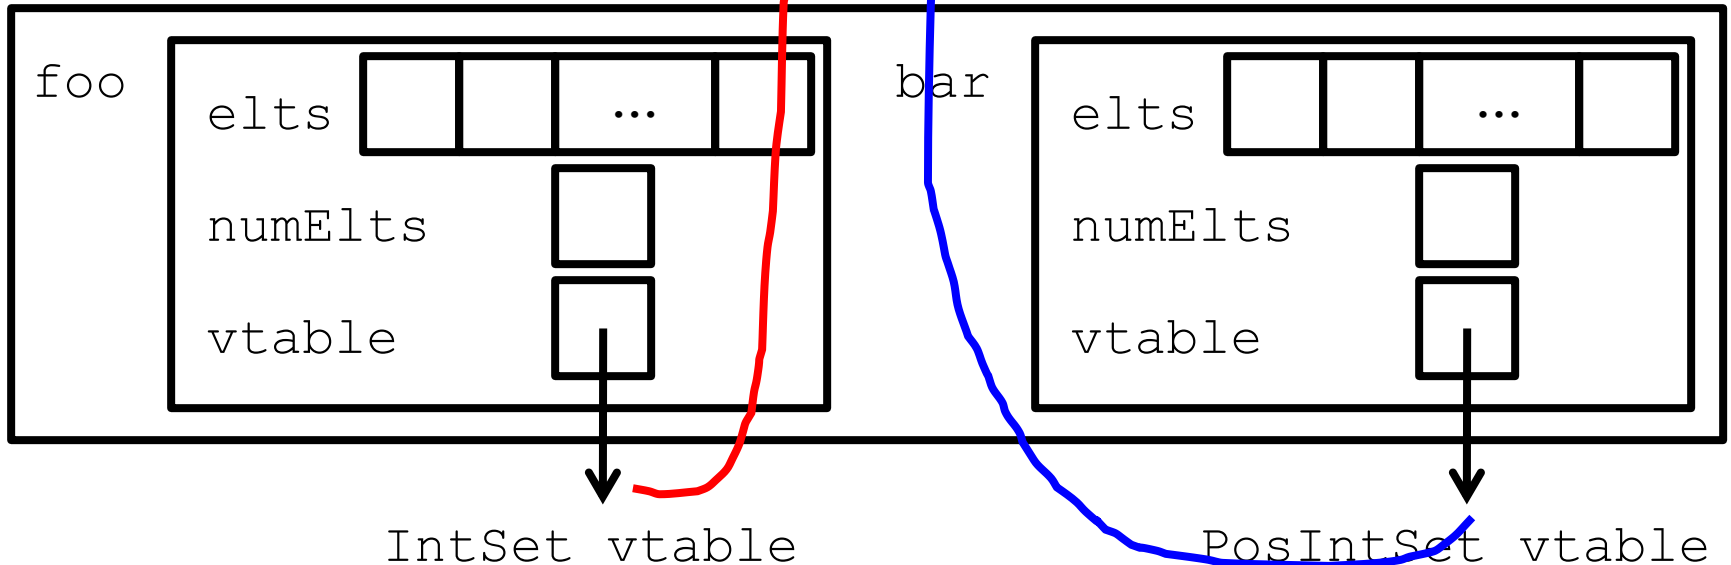 foo
elts ...
numElts
vtable
bar
elts ...
numElts
vtable
IntSet vtable
PosIntSet vtable